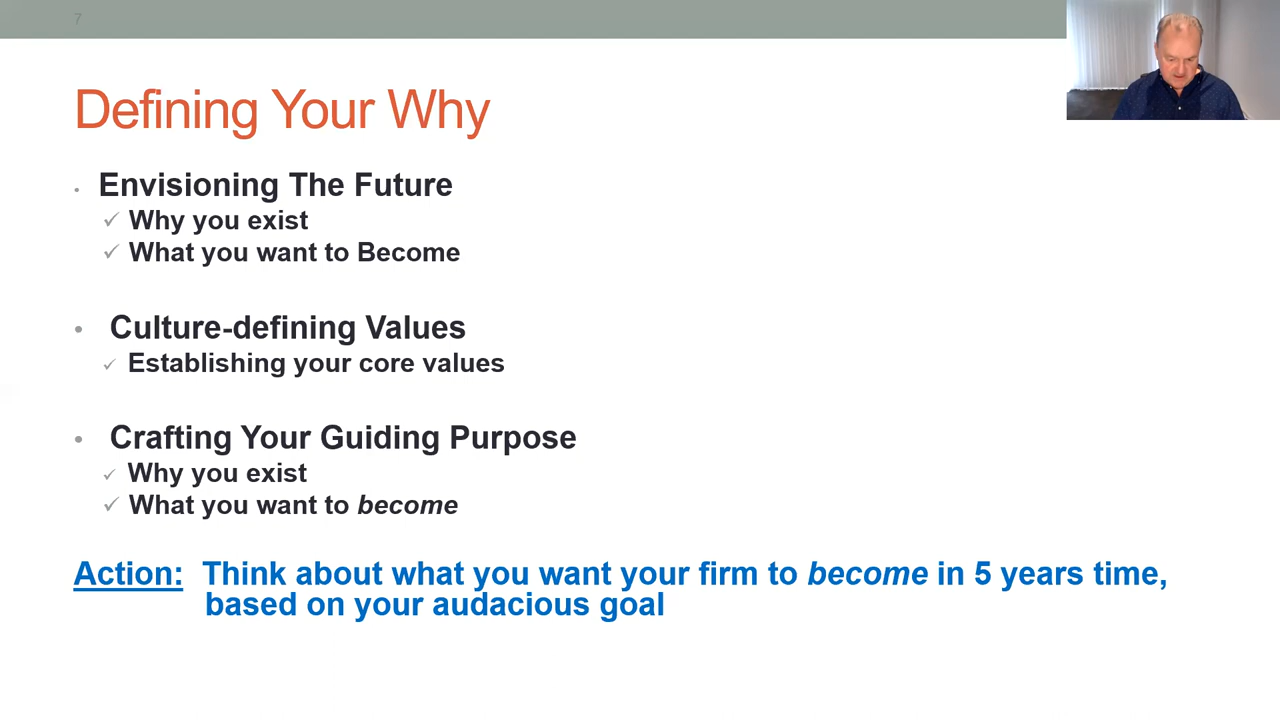 7
Defining Your Why
• Envisioning The Future
✓ Why you exist
✓ What you want to Become
• Culture-defining Values
✓ Establishing your core values
• Crafting Your Guiding Purpose
✓ Why you exist
✓ What you want to become
Action: Think about what you want your firm to become in 5 years time,
based on your audacious goal